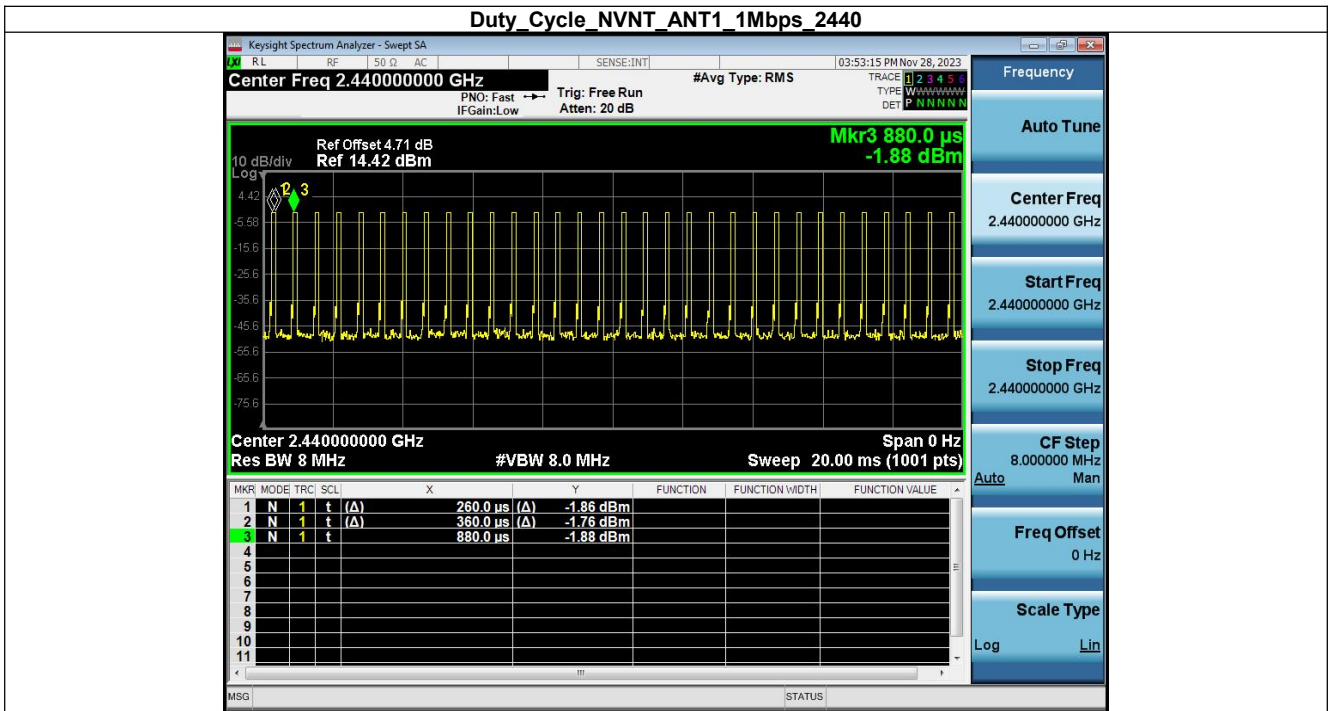 Duty_Cycle_NVNT_ANT1_1Mbps_2440
Keysight Spectrum Analyzer - Swept SA
LXI RL RF 50 Ω AC SENSE:INT 03:53:15 PM Nov 28, 2023
Center Freq 2.440000000 GHz #Avg Type: RMS TRACE 1 2 3 4 5 6
PNO: Fast Trig: Free Run TYPE WWWWWW
IFGain:Low Atten: 20 dB DET P N N N N N
Frequency
Auto Tune
Center Freq
2.440000000 GHz
Start Freq
2.440000000 GHz
Stop Freq
2.440000000 GHz
CF Step
8.000000 MHz
Auto Man
Freq Offset
0 Hz
Scale Type
Log Lin
Mkr3 880.0 µs
-1.88 dBm
Ref Offset 4.71 dB
10 dB/div Ref 14.42 dBm
Log
2 3
4.42
-5.58
-15.6
-25.6
-35.6
-45.6
-55.6
-65.6
-75.6
Center 2.440000000 GHz Span 0 Hz
Res BW 8 MHz #VBW 8.0 MHz Sweep 20.00 ms (1001 pts)
MKR MODE TRC SCL X Y FUNCTION FUNCTION WIDTH FUNCTION VALUE
1 N 1 t (Δ) 260.0 µs (Δ) -1.86 dBm
2 N 1 t (Δ) 360.0 µs (Δ) -1.76 dBm
3 N 1 t 880.0 µs -1.88 dBm
4
5
6
7
8
9
10
11
MSG STATUS